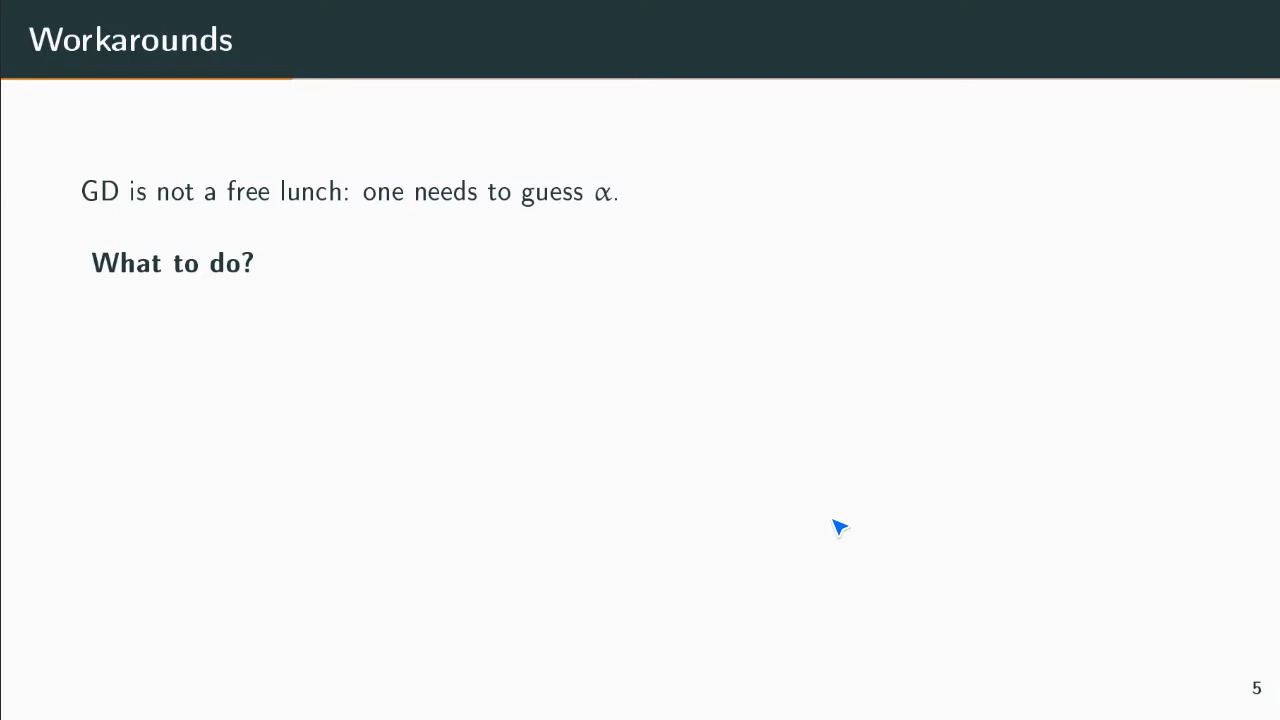 Workarounds
GD is not a free lunch: one needs to guess α.
What to do?
5